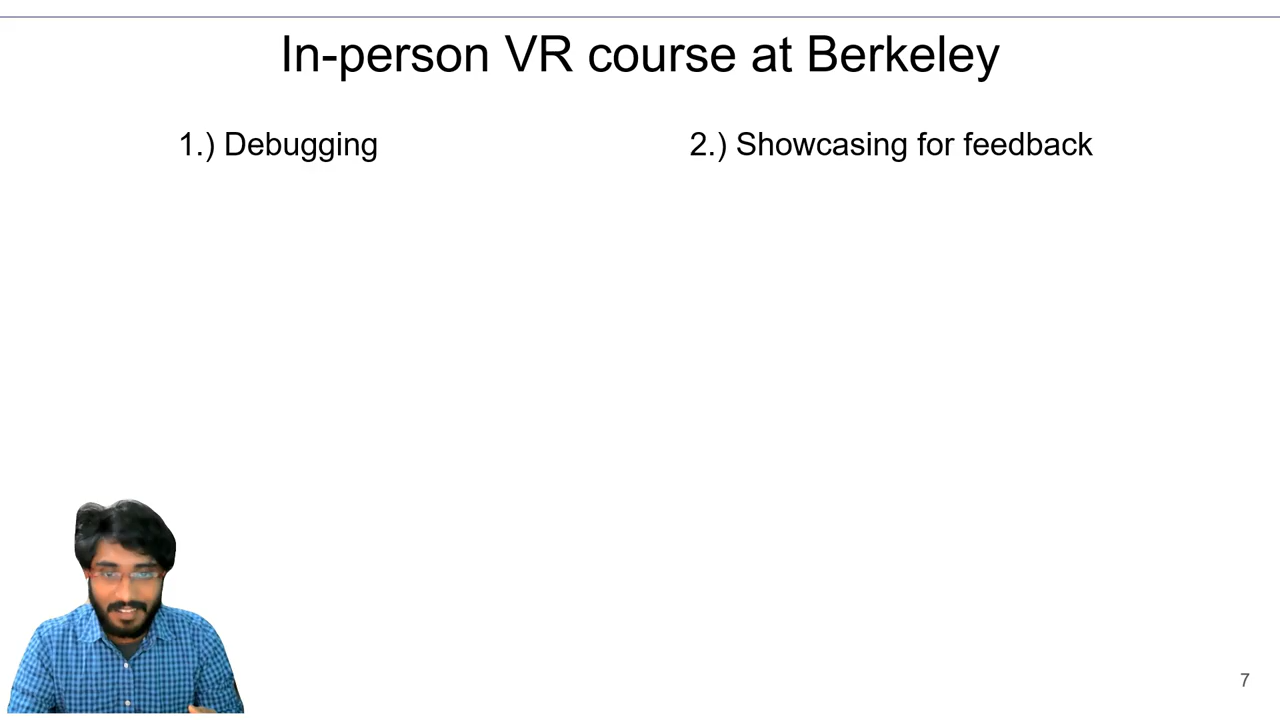 In-person VR course at Berkeley
1.) Debugging
2.) Showcasing for feedback
7